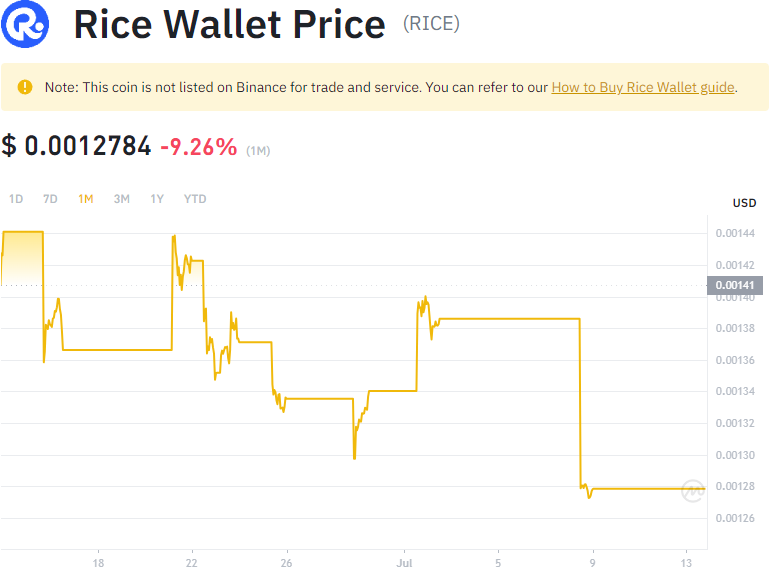 Rice Wallet Price (RICE)
Note: This coin is not listed on Binance for trade and service. You can refer to our How to Buy Rice Wallet guide.
$ 0.0012784 -9.26% (1M)
1D 7D 1M 3M 1Y YTD
USD
0.00144
0.00142
0.00141
0.00140
0.00138
0.00136
0.00134
0.00132
0.00130
0.00128
0.00126
18 22 26 Jul 5 9 13